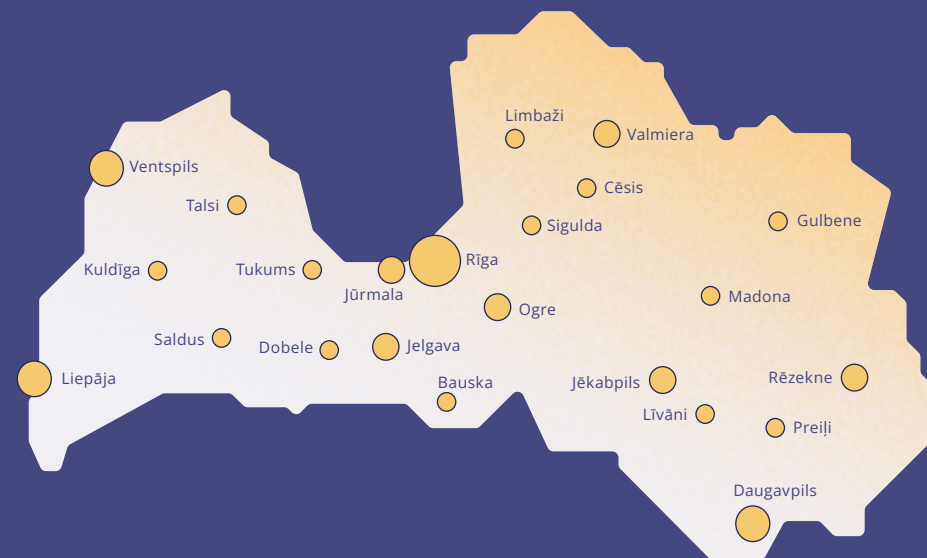 Limbaži
Valmiera
Ventspils
Cēsis
Talsi
Gulbene
Sigulda
Rīga
Kuldīga
Tukums
Jūrmala
Madona
Ogre
Saldus
Dobele
Jelgava
Liepāja
Bauska
Jēkabpils
Rēzekne
Līvāni
Preiļi
Daugavpils